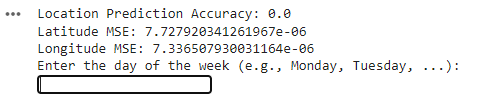 Location Prediction Accuracy: 0.0
Latitude MSE: 7.727920341261967e-06
Longitude MSE: 7.336507930031164e-06
Enter the day of the week (e.g., Monday, Tuesday, ...):